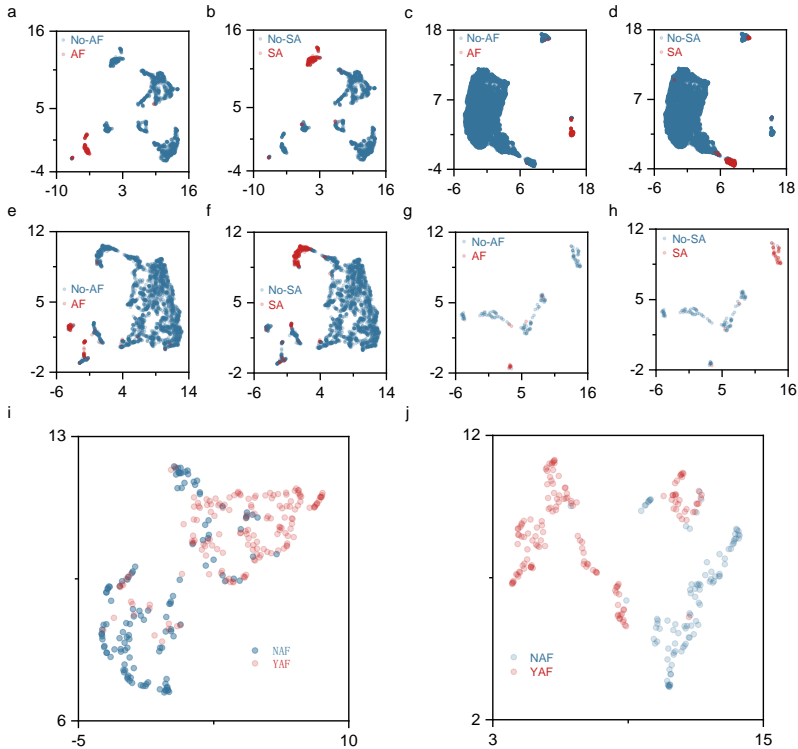 a
16
No-AF
AF
5
-4
-10
3
16
b
16
No-SA
SA
5
-4
-10
3
16
c
18
No-AF
AF
7
-4
-6
6
18
d
18
No-SA
SA
7
-4
-6
6
18
e
12
No-AF
AF
5
-2
-6
4
14
f
12
No-SA
SA
5
-2
-6
4
14
g
12
No-AF
AF
5
-2
-6
5
16
h
12
No-SA
SA
5
-2
-6
5
16
i
13
NAF
YAF
6
-5
10
j
12
NAF
YAF
2
3
15